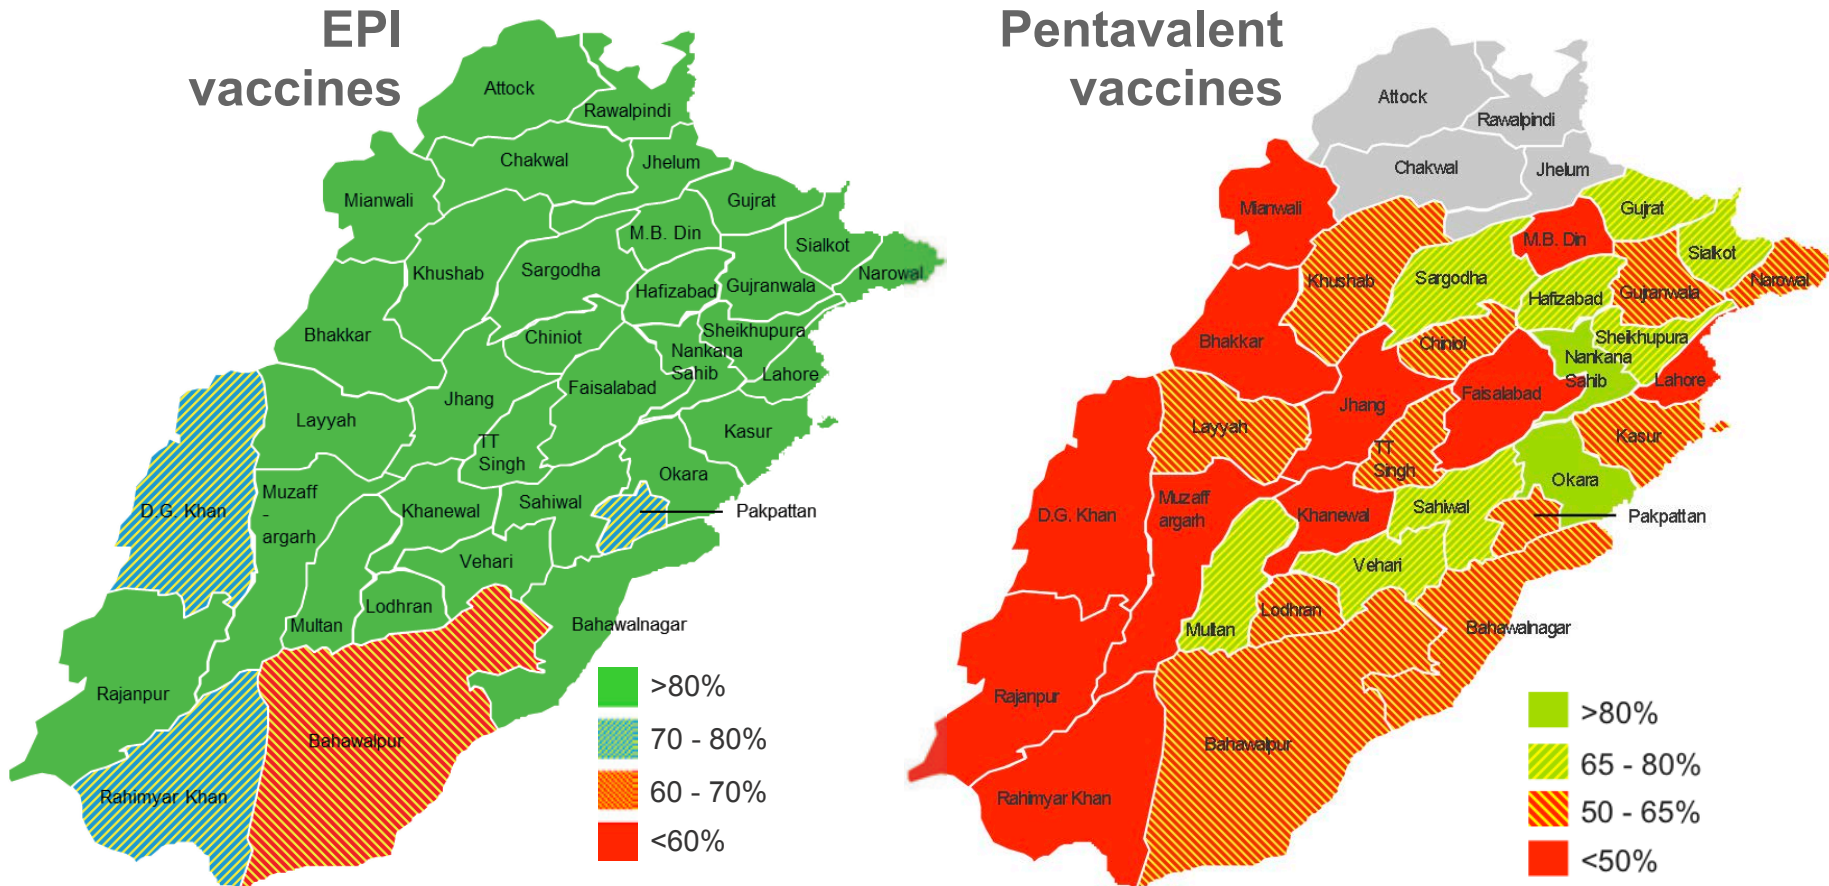 EPI
vaccines
Attock
Rawalpindi
Chakwal
Jhelum
Mianwali
Gujrat
M.B. Din
Sialkot
Khushab
Sargodha
Narowal
Hafizabad
Gujranwala
Bhakkar
Chiniot
Sheikhupura
Nankana
Sahib
Lahore
Faisalabad
Jhang
Layyah
Kasur
TT
Singh
Okara
Muzaff
-
argarh
D.G. Khan
Khanewal
Sahiwal
Pakpattan
Vehari
Lodhran
Multan
Bahawalnagar
Rajanpur
Bahawalpur
Rahimyar Khan
>80%
70 - 80%
60 - 70%
<60%
Pentavalent
vaccines
Attock
Rawalpindi
Chakwal
Jhelum
Mianwali
Gujrat
M.B. Din
Sialkot
Khushab
Sargodha
Narowal
Hafizabad
Gujranwala
Bhakkar
Chiniot
Sheikhupura
Nankana
Sahib
Lahore
Faisalabad
Jhang
Layyah
Kasur
TT
Singh
Okara
Muzaff
argarh
D.G. Khan
Khanewal
Sahiwal
Pakpattan
Vehari
Lodhran
Multan
Bahawalnagar
Rajanpur
Bahawalpur
Rahimyar Khan
>80%
65 - 80%
50 - 65%
<50%